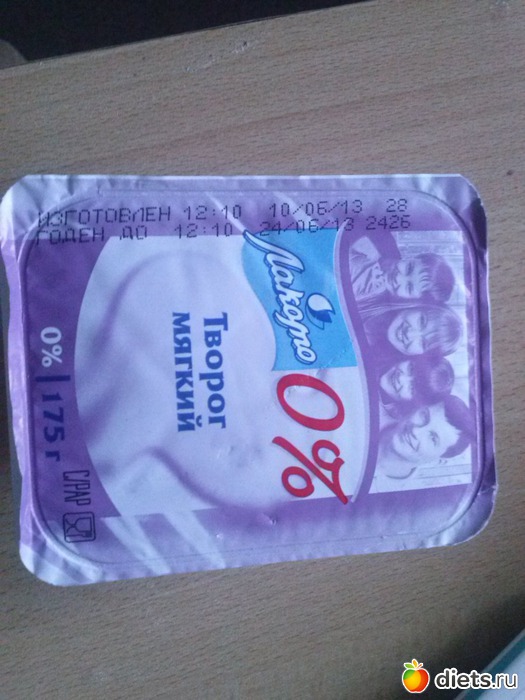 ИЗГОТОВЛЕН 12:10 10/06/13 28
ГОДЕН ДО 12:10 24/06/13 2426
Лакомо
0%
Творог
мягкий
0% | 175 г
diets.ru